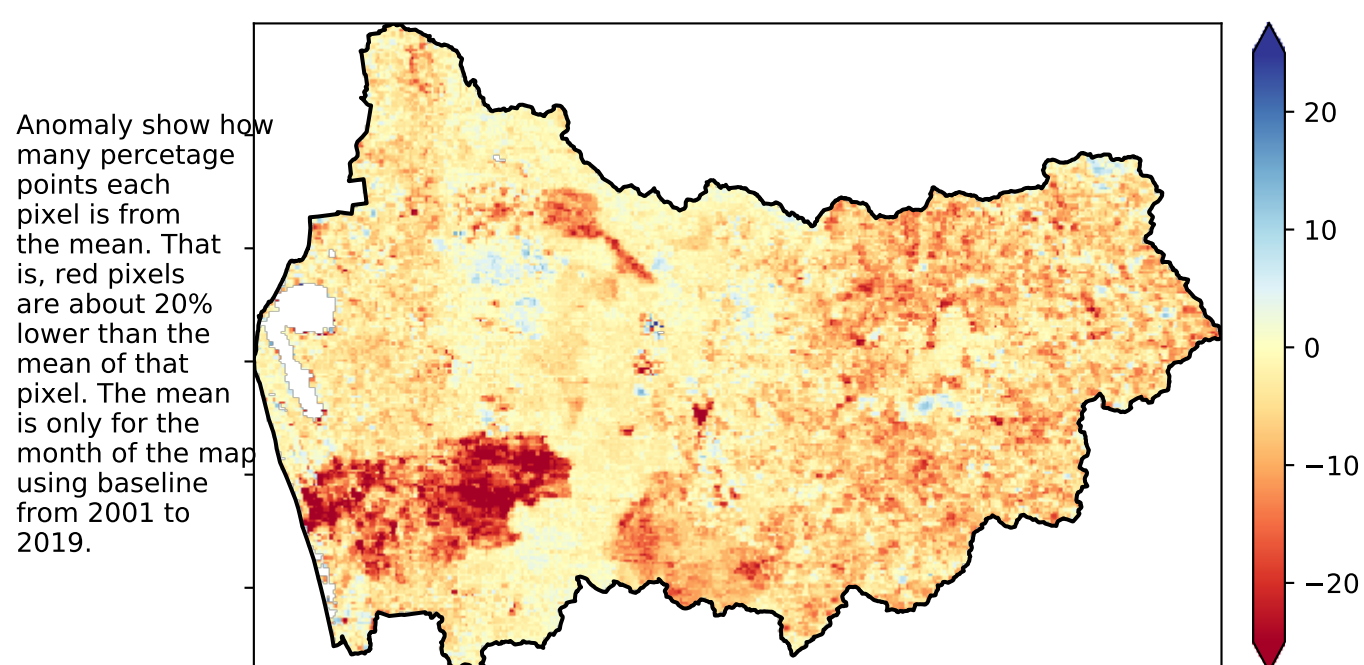 Anomaly show how
many percetage
points each
pixel is from
the mean. That
is, red pixels
are about 20%
lower than the
mean of that
pixel. The mean
is only for the
month of the map
using baseline
from 2001 to
2019.
20
10
0
−10
−20